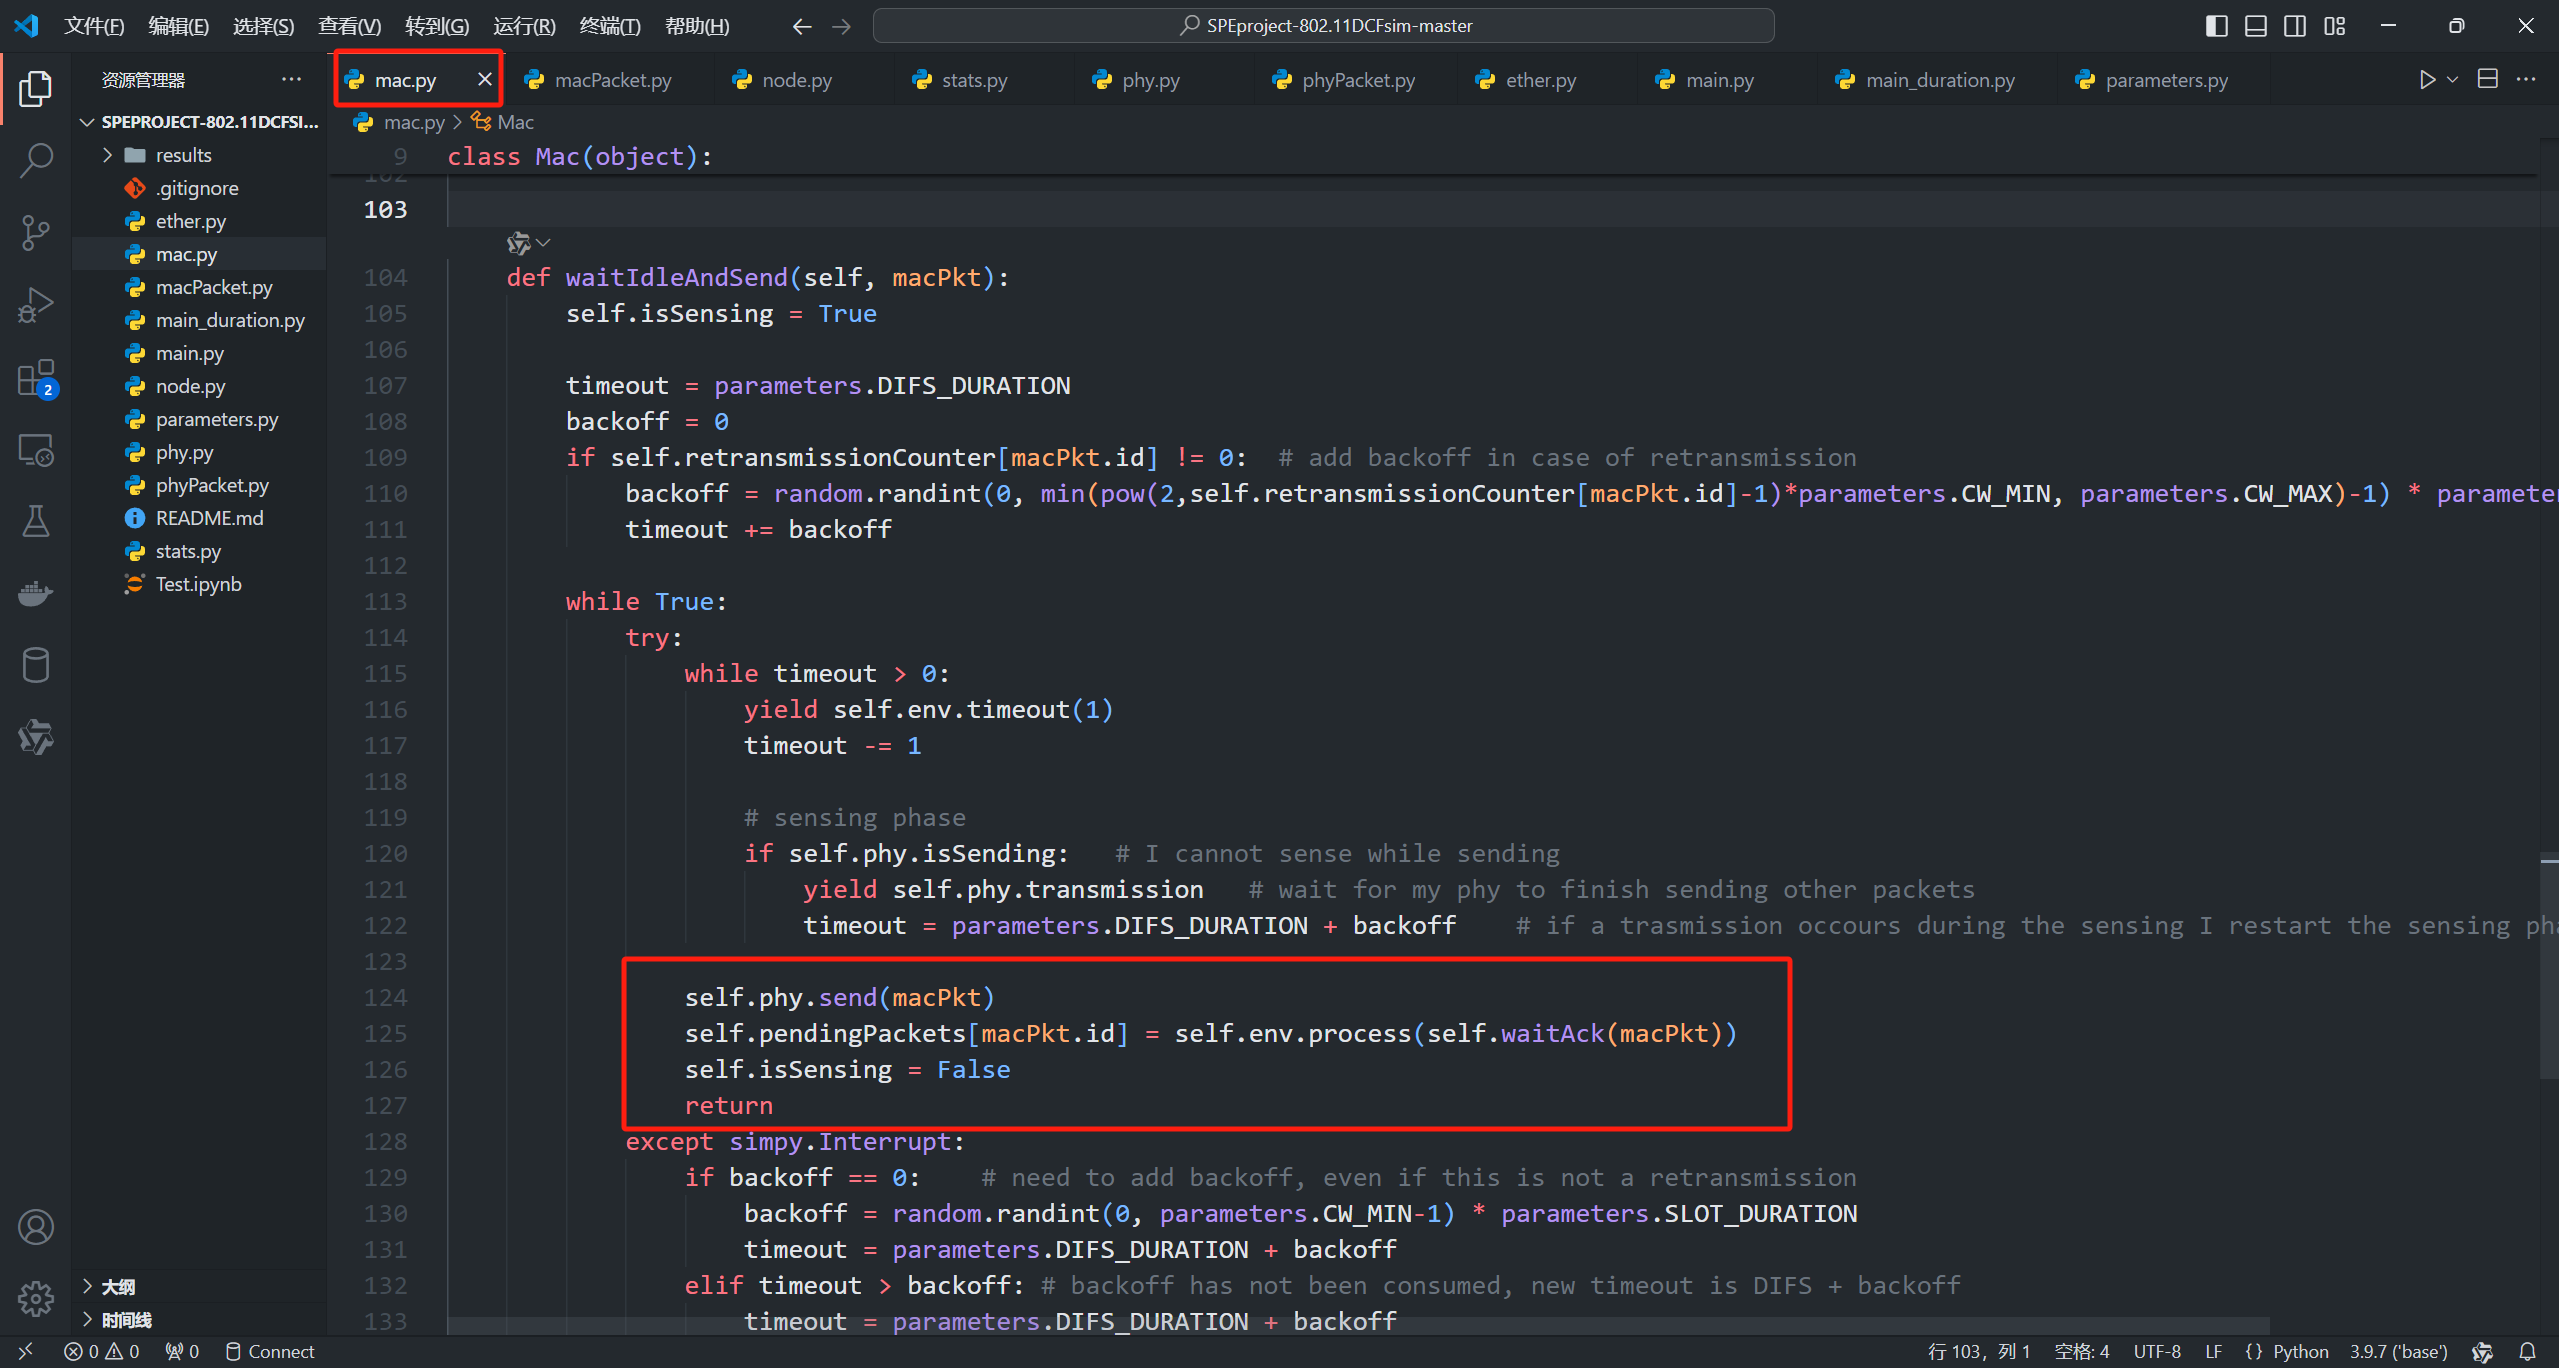 文件(F) 编辑(E) 选择(S) 查看(V) 转到(G) 运行(R) 终端(T) 帮助(H) SPEproject-802.11DCFsim-master
资源管理器
mac.py macPacket.py node.py stats.py phy.py phyPacket.py ether.py main.py main_duration.py parameters.py
SPEPROJECT-802.11DCFSI...
results
.gitignore
ether.py
mac.py
macPacket.py
main_duration.py
main.py
node.py
parameters.py
phy.py
phyPacket.py
README.md
stats.py
Test.ipynb
2
大纲
时间线
mac.py > Mac
9 class Mac(object):
102
103
104 def waitIdleAndSend(self, macPkt):
105 self.isSensing = True
106
107 timeout = parameters.DIFS_DURATION
108 backoff = 0
109 if self.retransmissionCounter[macPkt.id] != 0: # add backoff in case of retransmission
110 backoff = random.randint(0, min(pow(2,self.retransmissionCounter[macPkt.id]-1)*parameters.CW_MIN, parameters.CW_MAX)-1) *
111 timeout += backoff
112
113 while True:
114 try:
115 while timeout > 0:
116 yield self.env.timeout(1)
117 timeout -= 1
118
119 # sensing phase
120 if self.phy.isSending: # I cannot sense while sending
121 yield self.phy.transmission # wait for my phy to finish sending other packets
122 timeout = parameters.DIFS_DURATION + backoff # if a trasmission occours during the sensing I restart the sensing
123
124 self.phy.send(macPkt)
125 self.pendingPackets[macPkt.id] = self.env.process(self.waitAck(macPkt))
126 self.isSensing = False
127 return
128 except simpy.Interrupt:
129 if backoff == 0: # need to add backoff, even if this is not a retransmission
130 backoff = random.randint(0, parameters.CW_MIN-1) * parameters.SLOT_DURATION
131 timeout = parameters.DIFS_DURATION + backoff
132 elif timeout > backoff: # backoff has not been consumed, new timeout is DIFS + backoff
133 timeout = parameters.DIFS_DURATION + backoff
0 0 0 Connect 行 103，列 1 空格: 4 UTF-8 LF {} Python 3.9.7 ('base')